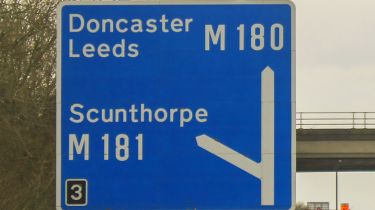 Doncaster
Leeds
M 180
Scunthorpe
M 181
3